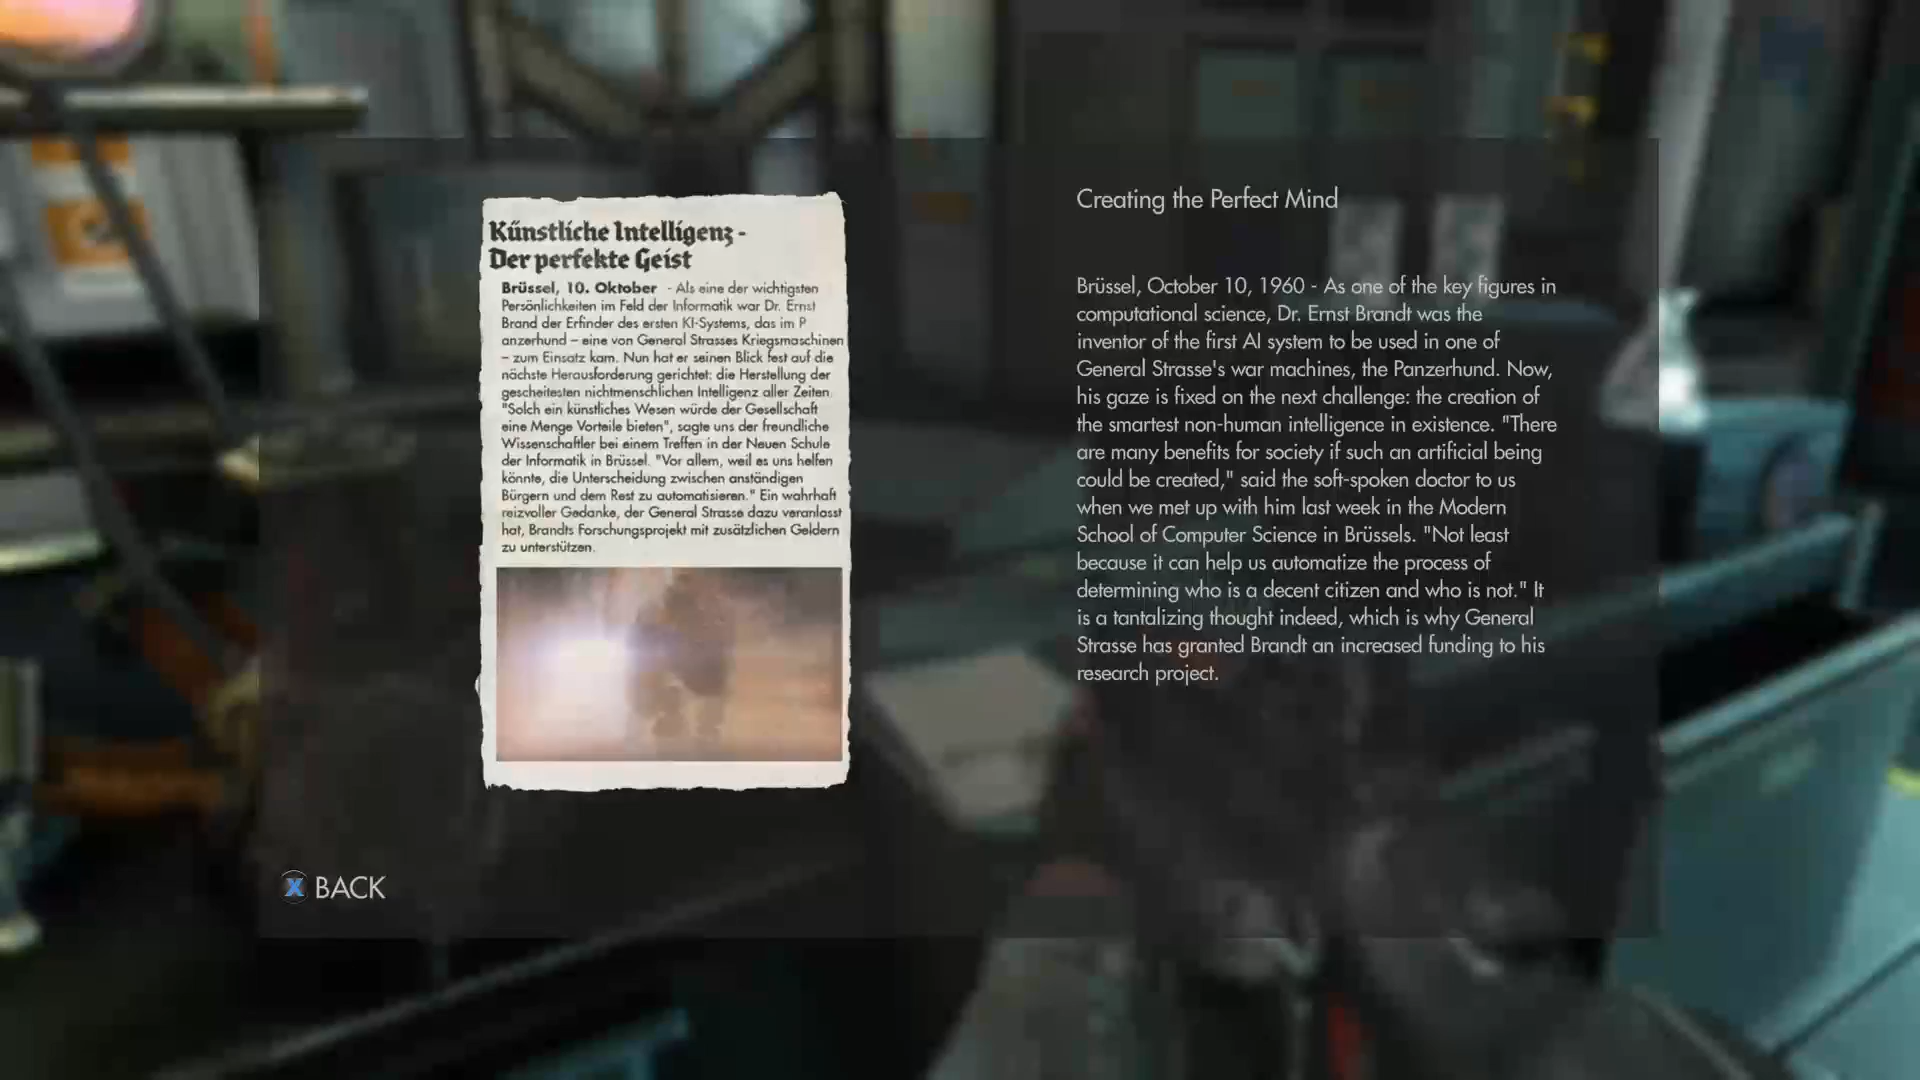 Künstliche Intelligenz -
Der perfekte Geist
Brüssel, 10. Oktober - Als eine der wichtigsten
Persönlichkeiten im Feld der Informatik war Dr. Ernst
Brand der Erfinder des ersten KI-Systems, das im P
anzerhund – eine von General Strasses Kriegsmaschinen
– zum Einsatz kam. Nun hat er seinen Blick fest auf die
nächste Herausforderung gerichtet: die Herstellung der
gescheitesten nichtmenschlichen Intelligenz aller Zeiten.
"Solch ein künstliches Wesen würde der Gesellschaft
eine Menge Vorteile bieten", sagte uns der freundliche
Wissenschaftler bei einem Treffen in der Neuen Schule
der Informatik in Brüssel. "Vor allem, weil es uns helfen
könnte, die Unterscheidung zwischen anständigen
Bürgern und dem Rest zu automatisieren." Ein wahrhaft
reizvoller Gedanke, der General Strasse dazu veranlasst
hat, Brandts Forschungsprojekt mit zusätzlichen Geldern
zu unterstützen.
Creating the Perfect Mind
Brüssel, October 10, 1960 - As one of the key figures in
computational science, Dr. Ernst Brandt was the
inventor of the first AI system to be used in one of
General Strasse's war machines, the Panzerhund. Now,
his gaze is fixed on the next challenge: the creation of
the smartest non-human intelligence in existence. "There
are many benefits for society if such an artificial being
could be created," said the soft-spoken doctor to us
when we met up with him last week in the Modern
School of Computer Science in Brüssels. "Not least
because it can help us automatize the process of
determining who is a decent citizen and who is not." It
is a tantalizing thought indeed, which is why General
Strasse has granted Brandt an increased funding to his
research project.
X BACK